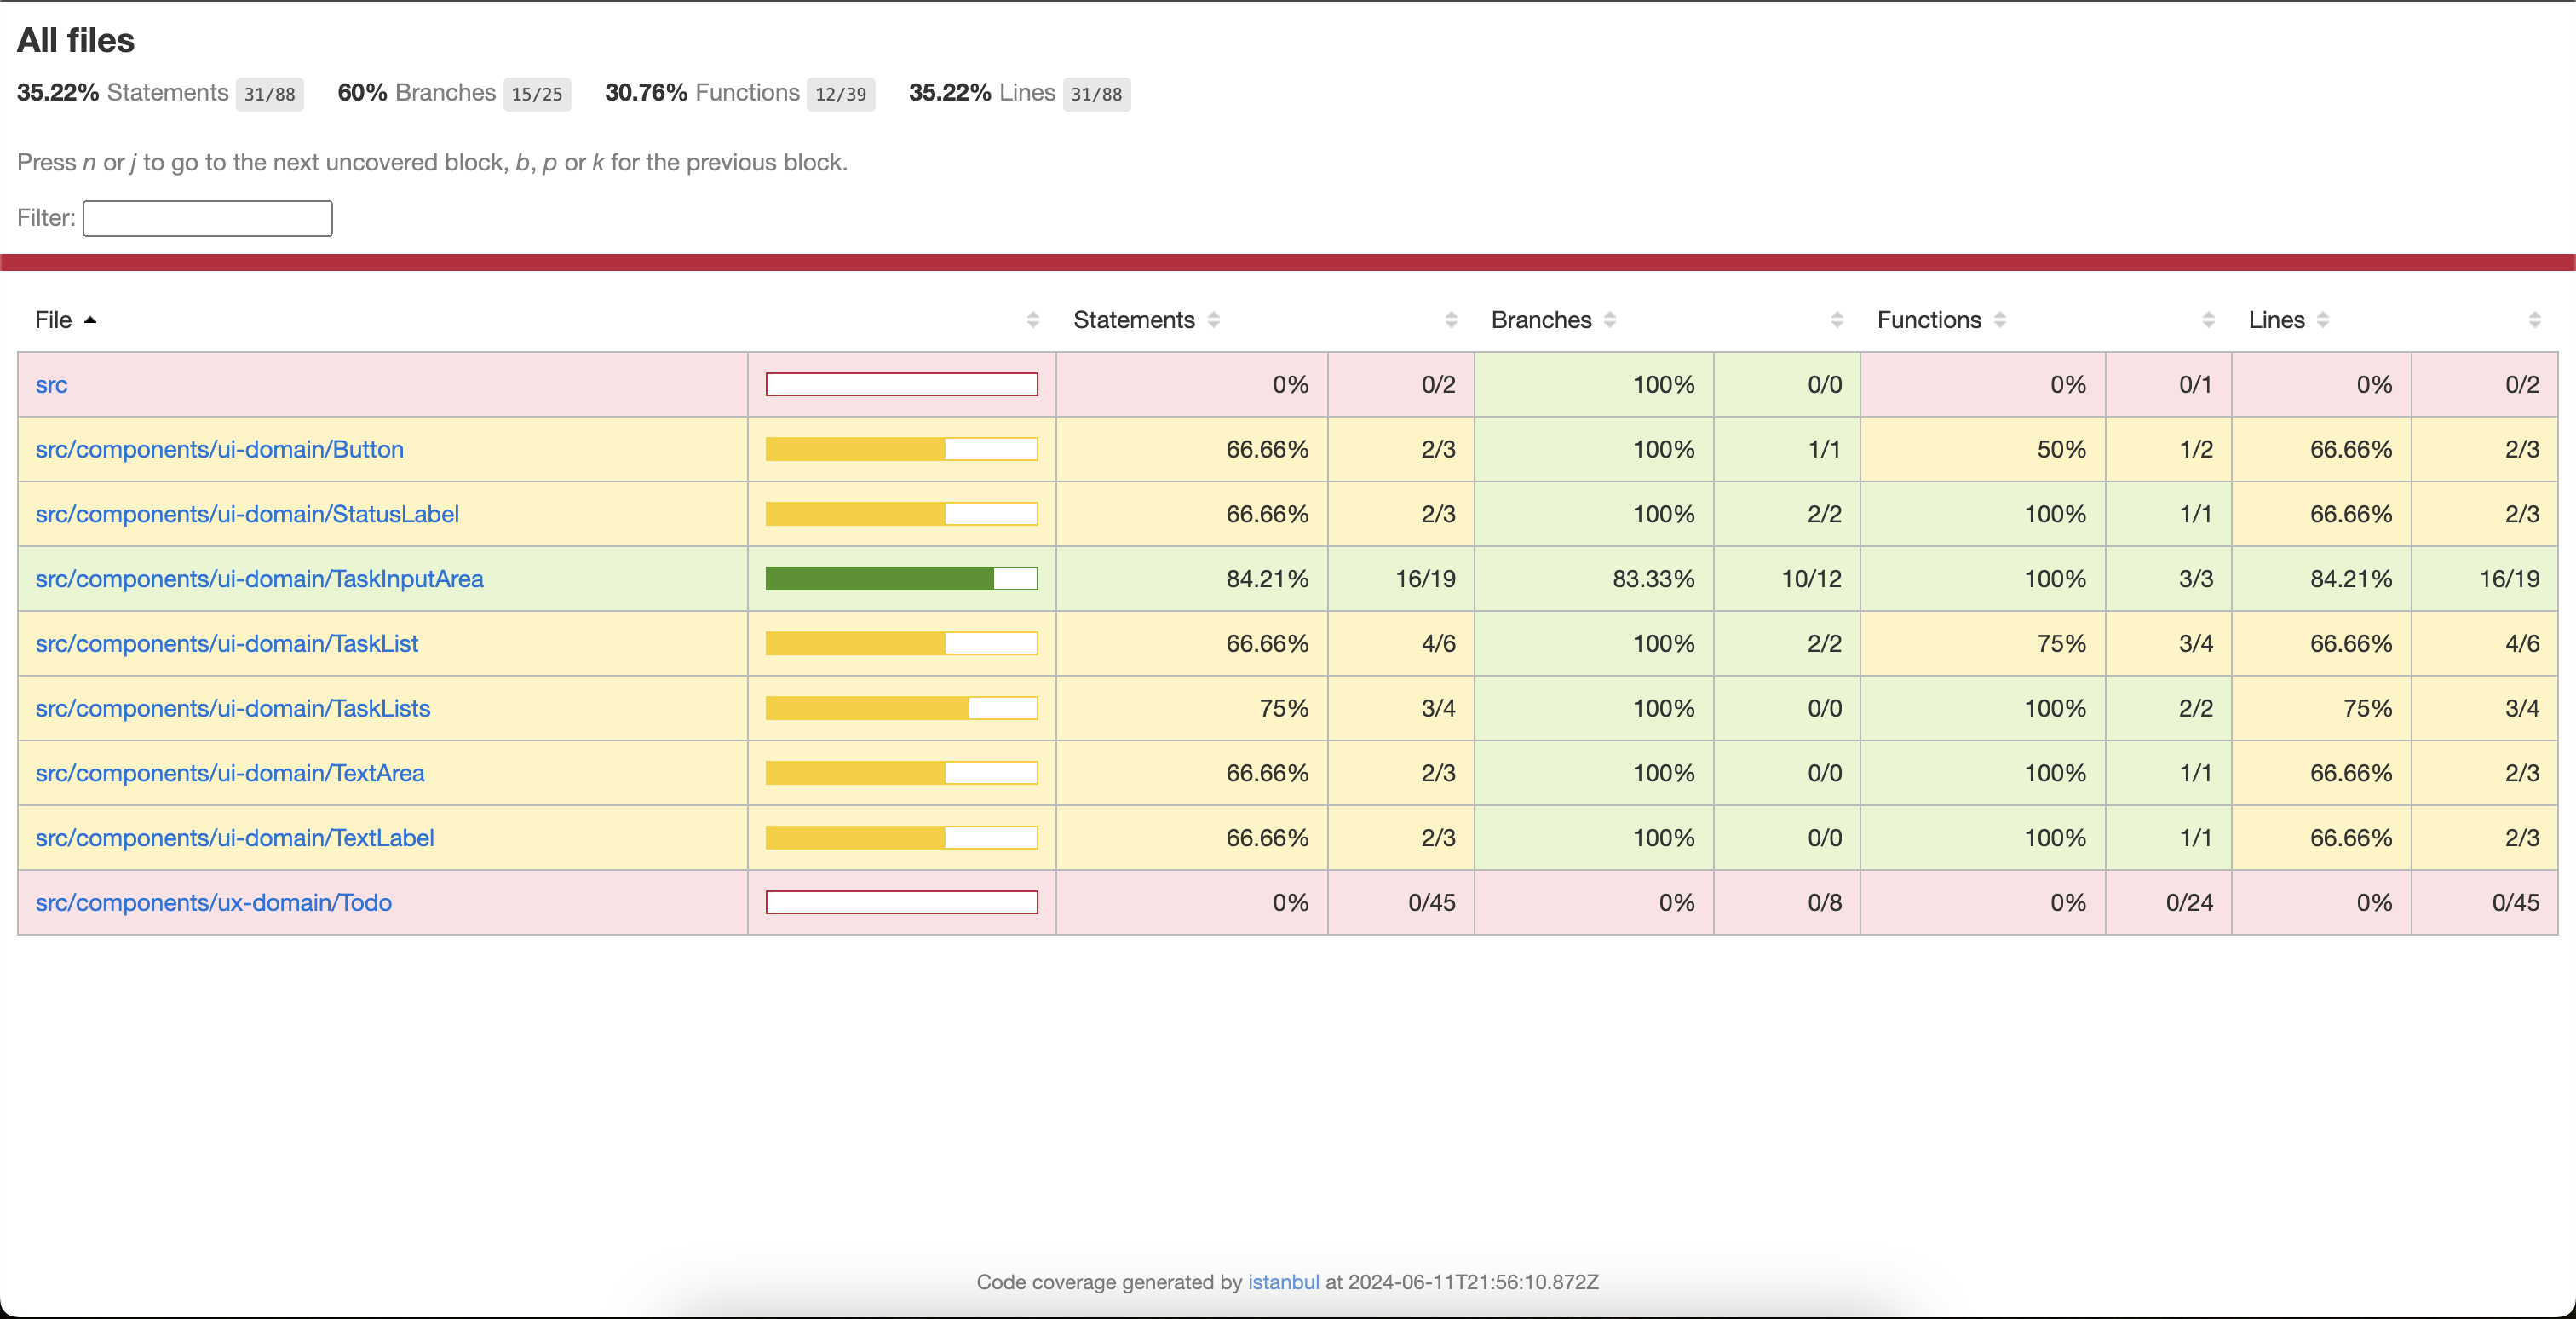 All files
35.22% Statements 31/88 60% Branches 15/25 30.76% Functions 12/39 35.22% Lines 31/88
Press n or j to go to the next uncovered block, b, p or k for the previous block.
Filter:
File Statements Branches Functions Lines
src 0% 0/2 100% 0/0 0% 0/1 0% 0/2
src/components/ui-domain/Button 66.66% 2/3 100% 1/1 50% 1/2 66.66% 2/3
src/components/ui-domain/StatusLabel 66.66% 2/3 100% 2/2 100% 1/1 66.66% 2/3
src/components/ui-domain/TaskInputArea 84.21% 16/19 83.33% 10/12 100% 3/3 84.21% 16/19
src/components/ui-domain/TaskList 66.66% 4/6 100% 2/2 75% 3/4 66.66% 4/6
src/components/ui-domain/TaskLists 75% 3/4 100% 0/0 100% 2/2 75% 3/4
src/components/ui-domain/TextArea 66.66% 2/3 100% 0/0 100% 1/1 66.66% 2/3
src/components/ui-domain/TextLabel 66.66% 2/3 100% 0/0 100% 1/1 66.66% 2/3
src/components/ux-domain/Todo 0% 0/45 0% 0/8 0% 0/24 0% 0/45
Code coverage generated by istanbul at 2024-06-11T21:56:10.872Z